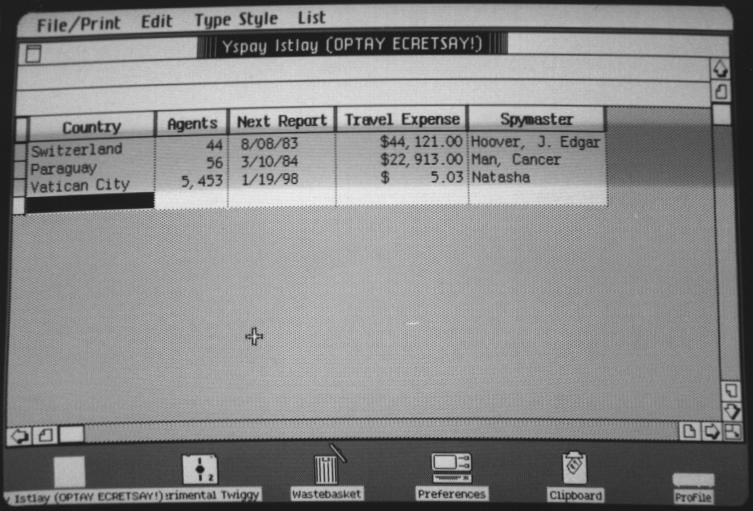 File/Print Edit Type Style List
Yspay Istlay (OPTAY ECRETSAY!)
Country Agents Next Report Travel Expense Spymaster
Switzerland 44 8/08/83 $44,121.00 Hoover, J. Edgar
Paraguay 56 3/10/84 $22,913.00 Man, Cancer
Vatican City 5,453 1/19/98 $ 5.03 Natasha
2
y Istlay (OPTAY ECRETSAY!) erimental Twiggy Wastebasket Preferences Clipboard ProFile